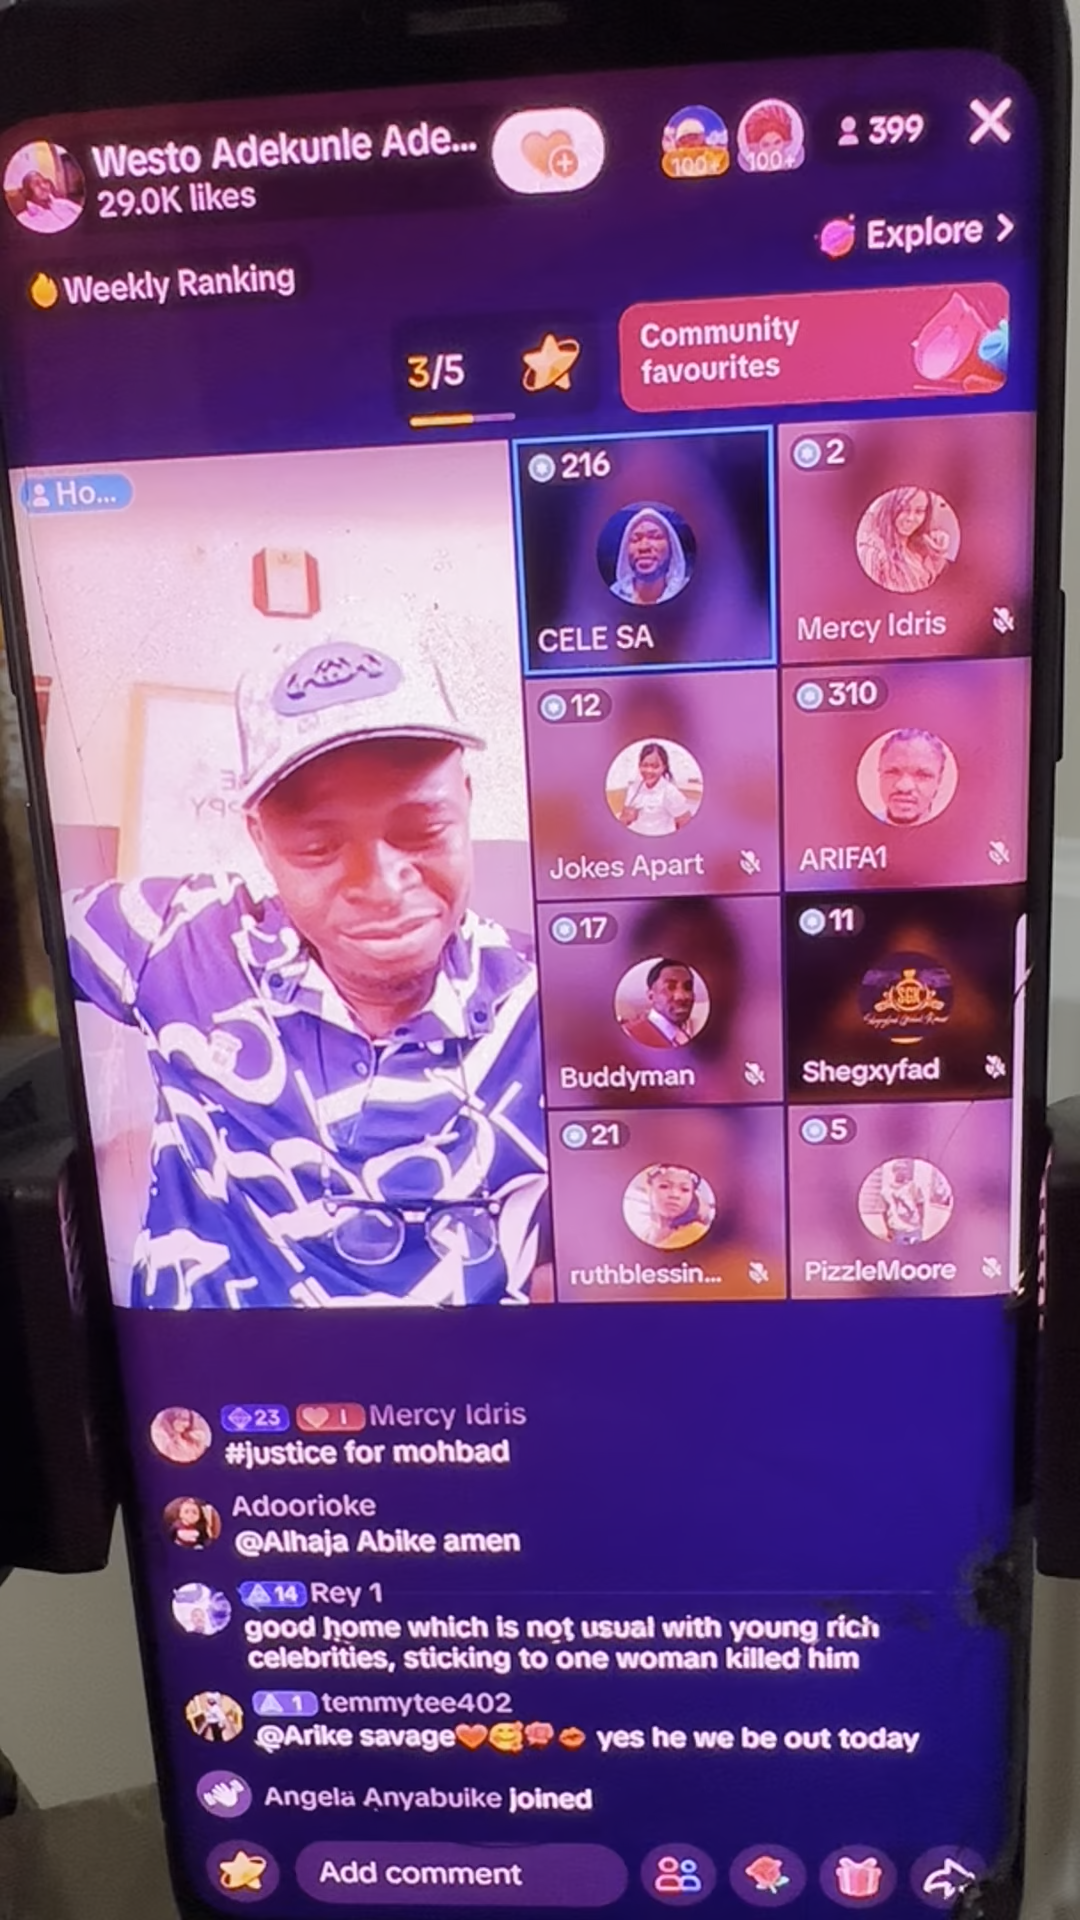 Westo Adekunle Ade...
29.0K likes
100+
100+
399
Explore >
Weekly Ranking
3/5
Community
favourites
Ho...
216
CELE SA
2
Mercy Idris
12
Jokes Apart
310
ARIFA1
17
Buddyman
11
SGK
Shegxyfad
21
ruthblessin...
5
PizzleMoore
23 1 Mercy Idris
#justice for mohbad
Adoorioke
@Alhaja Abike amen
14 Rey 1
good home which is not usual with young rich
celebrities, sticking to one woman killed him
1 temmytee402
@Arike savage❤️🥰🌹💋 yes he we be out today
Angela Anyabuike joined
Add comment